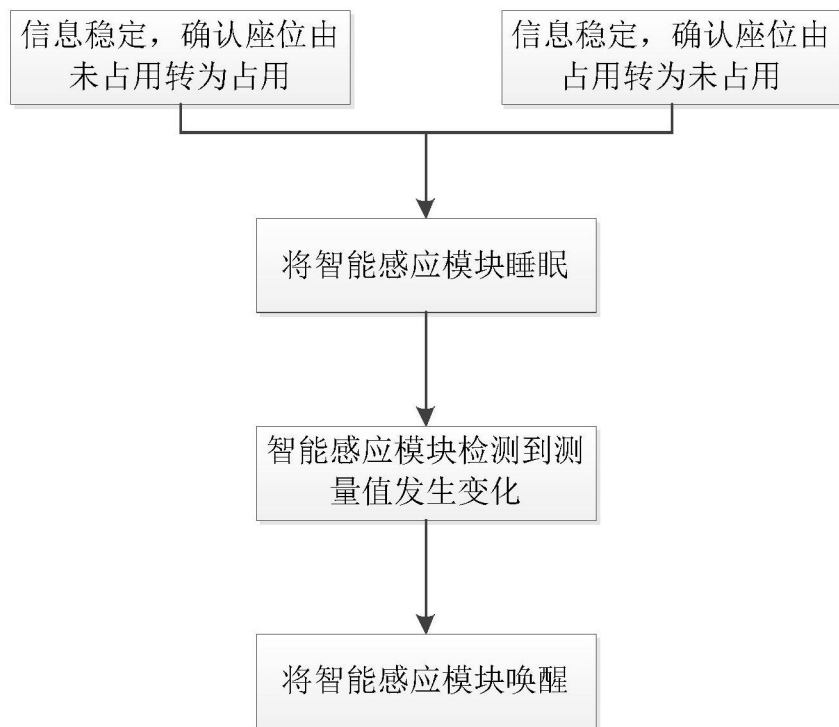 信息稳定，确认座位由
未占用转为占用
信息稳定，确认座位由
占用转为未占用
将智能感应模块睡眠
智能感应模块检测到测
量值发生变化
将智能感应模块唤醒